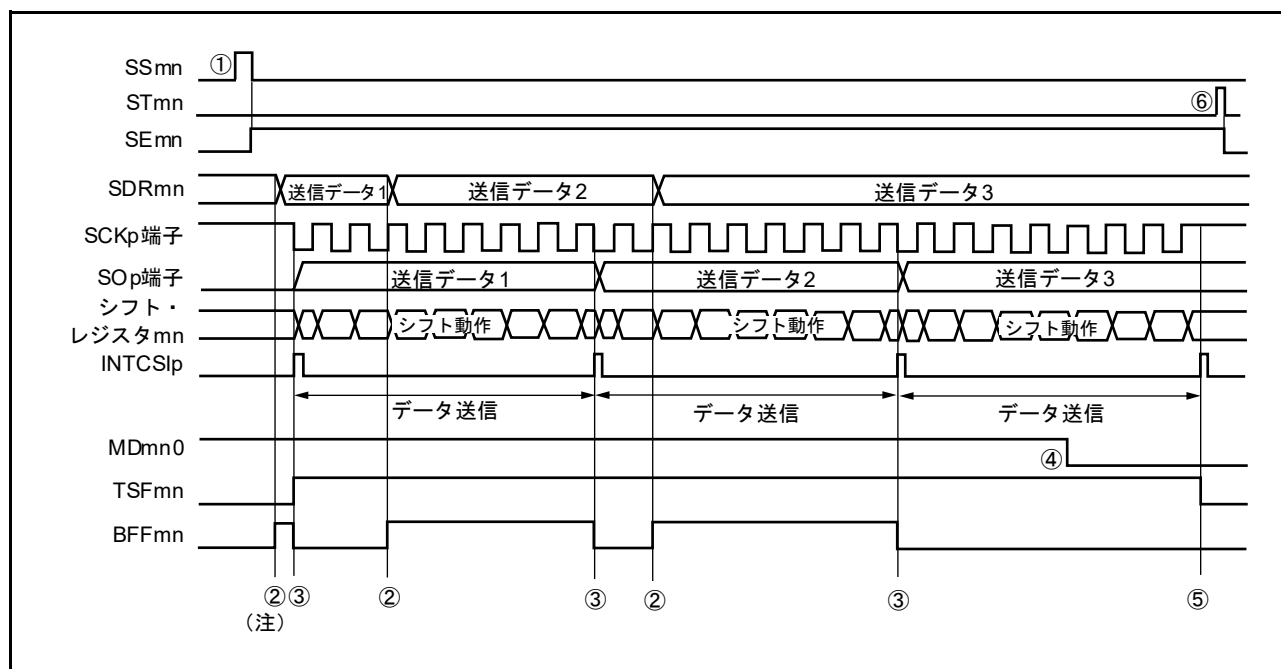 SSmn ①
STmn ⑥
SEmn
SDRmn 送信データ1 送信データ2 送信データ3
SCKp端子
SOp端子 送信データ1 送信データ2 送信データ3
シフト・
レジスタmn シフト動作 シフト動作 シフト動作
INTCSIp
データ送信 データ送信 データ送信
MDmn0 ④
TSFmn
BFFmn
② ③ ② ③ ② ③ ⑤
（注）